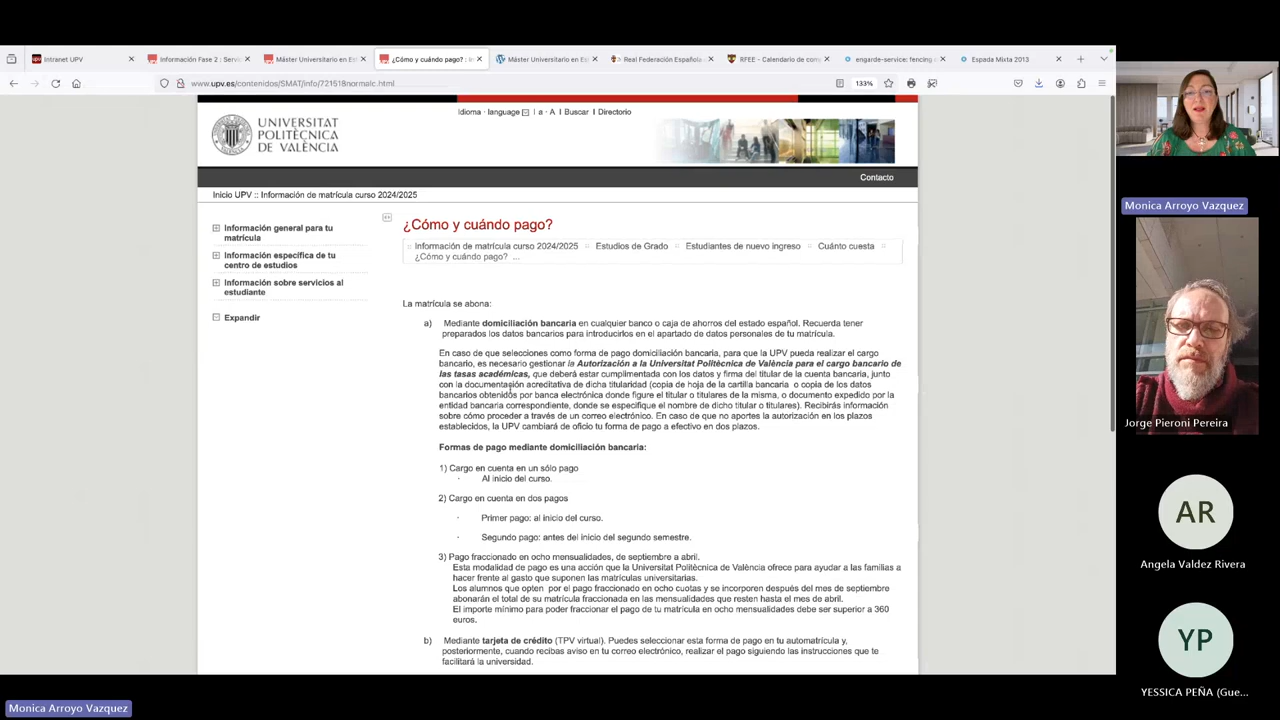 Intranet UPV
Información Fase 2 : Servi
Máster Universitario en Es
¿Cómo y cuándo pago? : In
Máster Universitario en Es
Real Federación Española
RFEE - Calendario de com
engarde-service: fencing c
Espada Mixta 2013
www.upv.es/contenidos/SMAT/info/721518normalc.html
133%
UNIVERSITAT
POLITÈCNICA
DE VALÈNCIA
Idioma · language | a · A | Buscar | Directorio
Contacto
Inicio UPV :: Información de matrícula curso 2024/2025
Información general para tu
matrícula
Información específica de tu
centro de estudios
Información sobre servicios al
estudiante
Expandir
¿Cómo y cuándo pago?
Información de matrícula curso 2024/2025 Estudios de Grado Estudiantes de nuevo ingreso Cuánto cuesta
¿Cómo y cuándo pago? ...
La matrícula se abona:
a) Mediante domiciliación bancaria en cualquier banco o caja de ahorros del estado español. Recuerda tener
preparados los datos bancarios para introducirlos en el apartado de datos personales de tu matrícula.
En caso de que selecciones como forma de pago domiciliación bancaria, para que la UPV pueda realizar el cargo
bancario, es necesario gestionar la Autorización a la Universitat Politècnica de València para el cargo bancario de
las tasas académicas, que deberá estar cumplimentada con los datos y firma del titular de la cuenta bancaria, junto
con la documentación acreditativa de dicha titularidad (copia de hoja de la cartilla bancaria o copia de los datos
bancarios obtenidos por banca electrónica donde figure el titular o titulares de la misma, o documento expedido por la
entidad bancaria correspondiente, donde se especifique el nombre de dicho titular o titulares). Recibirás información
sobre cómo proceder a través de un correo electrónico. En caso de que no aportes la autorización en los plazos
establecidos, la UPV cambiará de oficio tu forma de pago a efectivo en dos plazos.
Formas de pago mediante domiciliación bancaria:
1) Cargo en cuenta en un sólo pago
· Al inicio del curso.
2) Cargo en cuenta en dos pagos
· Primer pago: al inicio del curso.
· Segundo pago: antes del inicio del segundo semestre.
3) Pago fraccionado en ocho mensualidades, de septiembre a abril.
Esta modalidad de pago es una acción que la Universitat Politècnica de València ofrece para ayudar a las familias a
hacer frente al gasto que suponen las matrículas universitarias.
Los alumnos que opten por el pago fraccionado en ocho cuotas y se incorporen después del mes de septiembre
abonarán el total de su matrícula fraccionada en las mensualidades que resten hasta el mes de abril.
El importe mínimo para poder fraccionar el pago de tu matrícula en ocho mensualidades debe ser superior a 360
euros.
b) Mediante tarjeta de crédito (TPV virtual). Puedes seleccionar esta forma de pago en tu automatrícula y,
posteriormente, cuando recibas aviso en tu correo electrónico, realizar el pago siguiendo las instrucciones que te
facilitará la universidad.
Monica Arroyo Vazquez
Jorge Pieroni Pereira
AR
Angela Valdez Rivera
YP
YESSICA PEÑA (Gue...
Monica Arroyo Vazquez